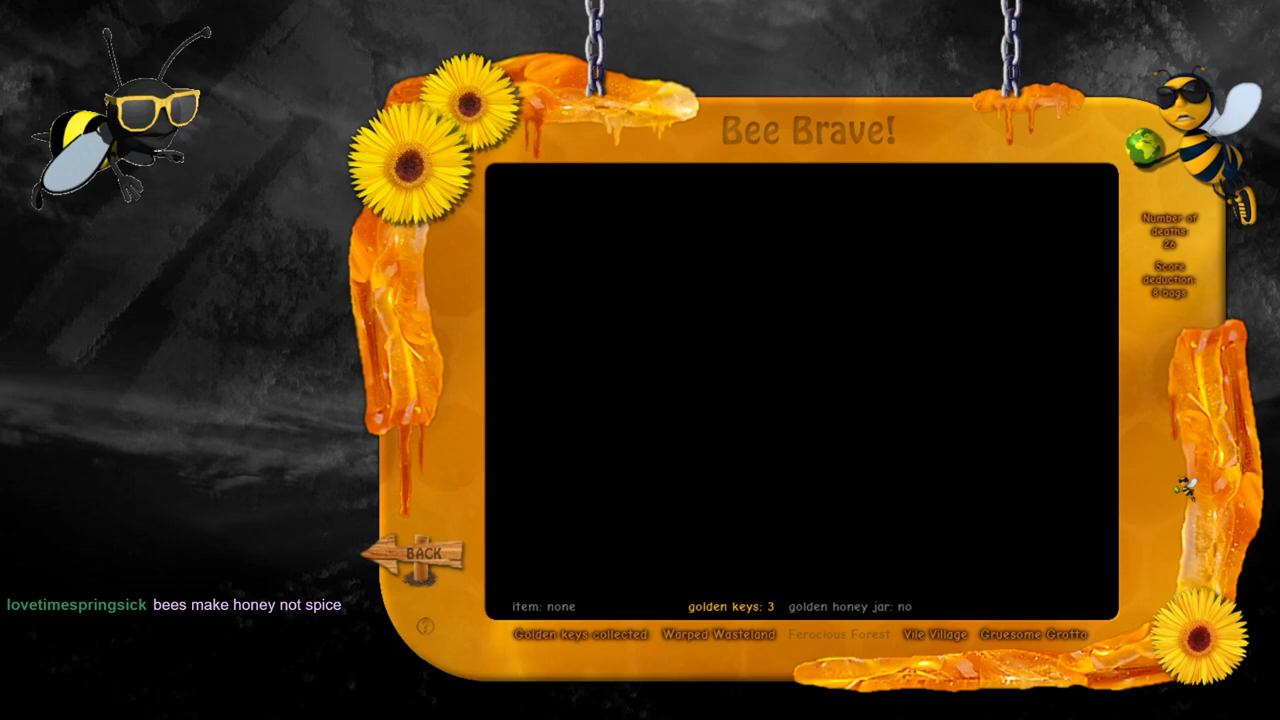 Bee Brave!
Number of
deaths:
26
Score
deduction:
8 bags
BACK
lovetimespringsick bees make honey not spice
item: none golden keys: 3 golden honey jar: no
Golden keys collected Warped Wasteland Ferocious Forest Vile Village Gruesome Grotto